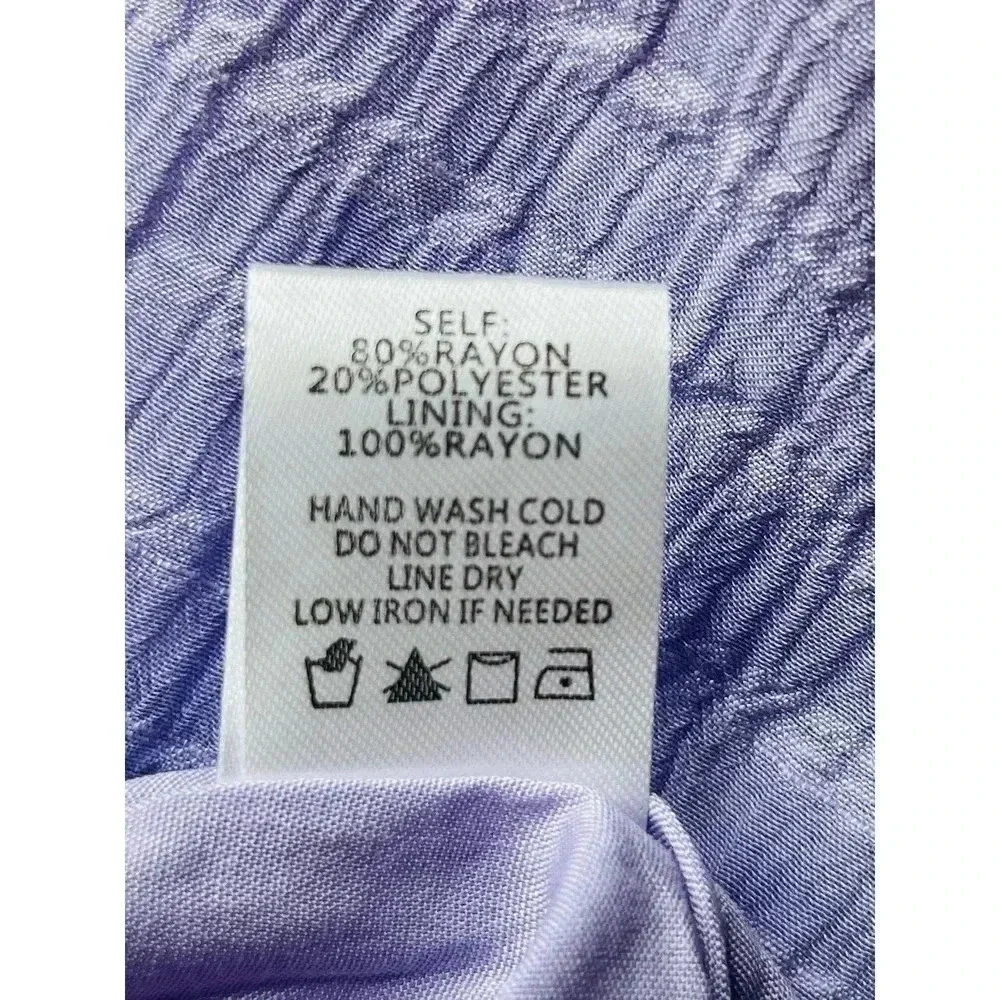 SELF:
80%RAYON
20%POLYESTER
LINING:
100%RAYON
HAND WASH COLD
DO NOT BLEACH
LINE DRY
LOW IRON IF NEEDED